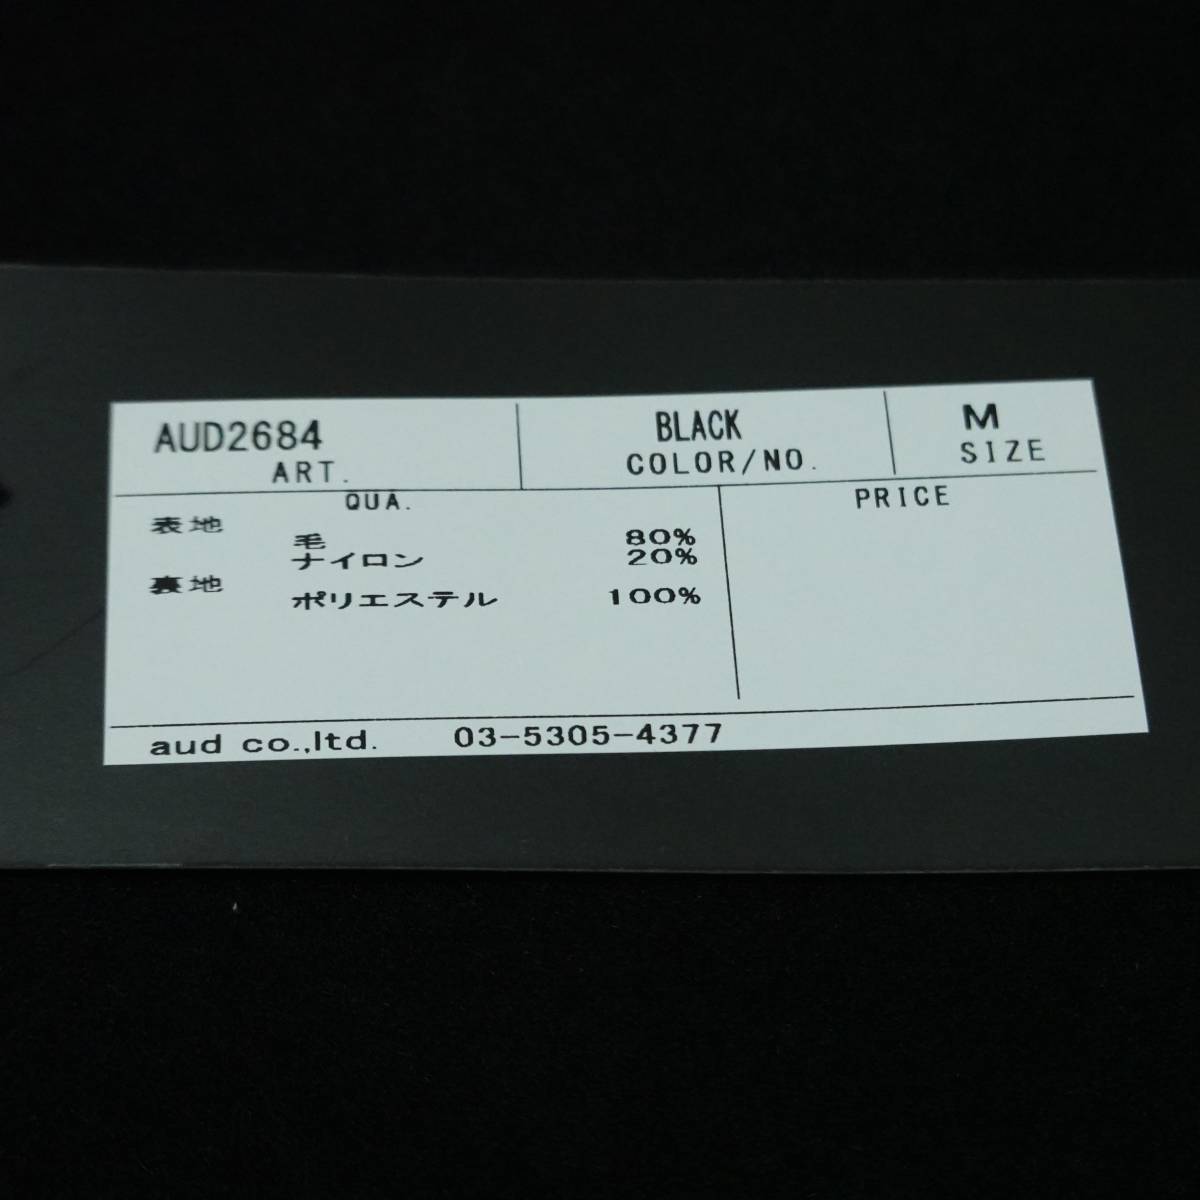 AUD2684
ART.
BLACK
COLOR/NO.
M
SIZE
QUA.
PRICE
表地
毛 80%
ナイロン 20%
裏地
ポリエステル 100%
aud co.,ltd. 03-5305-4377